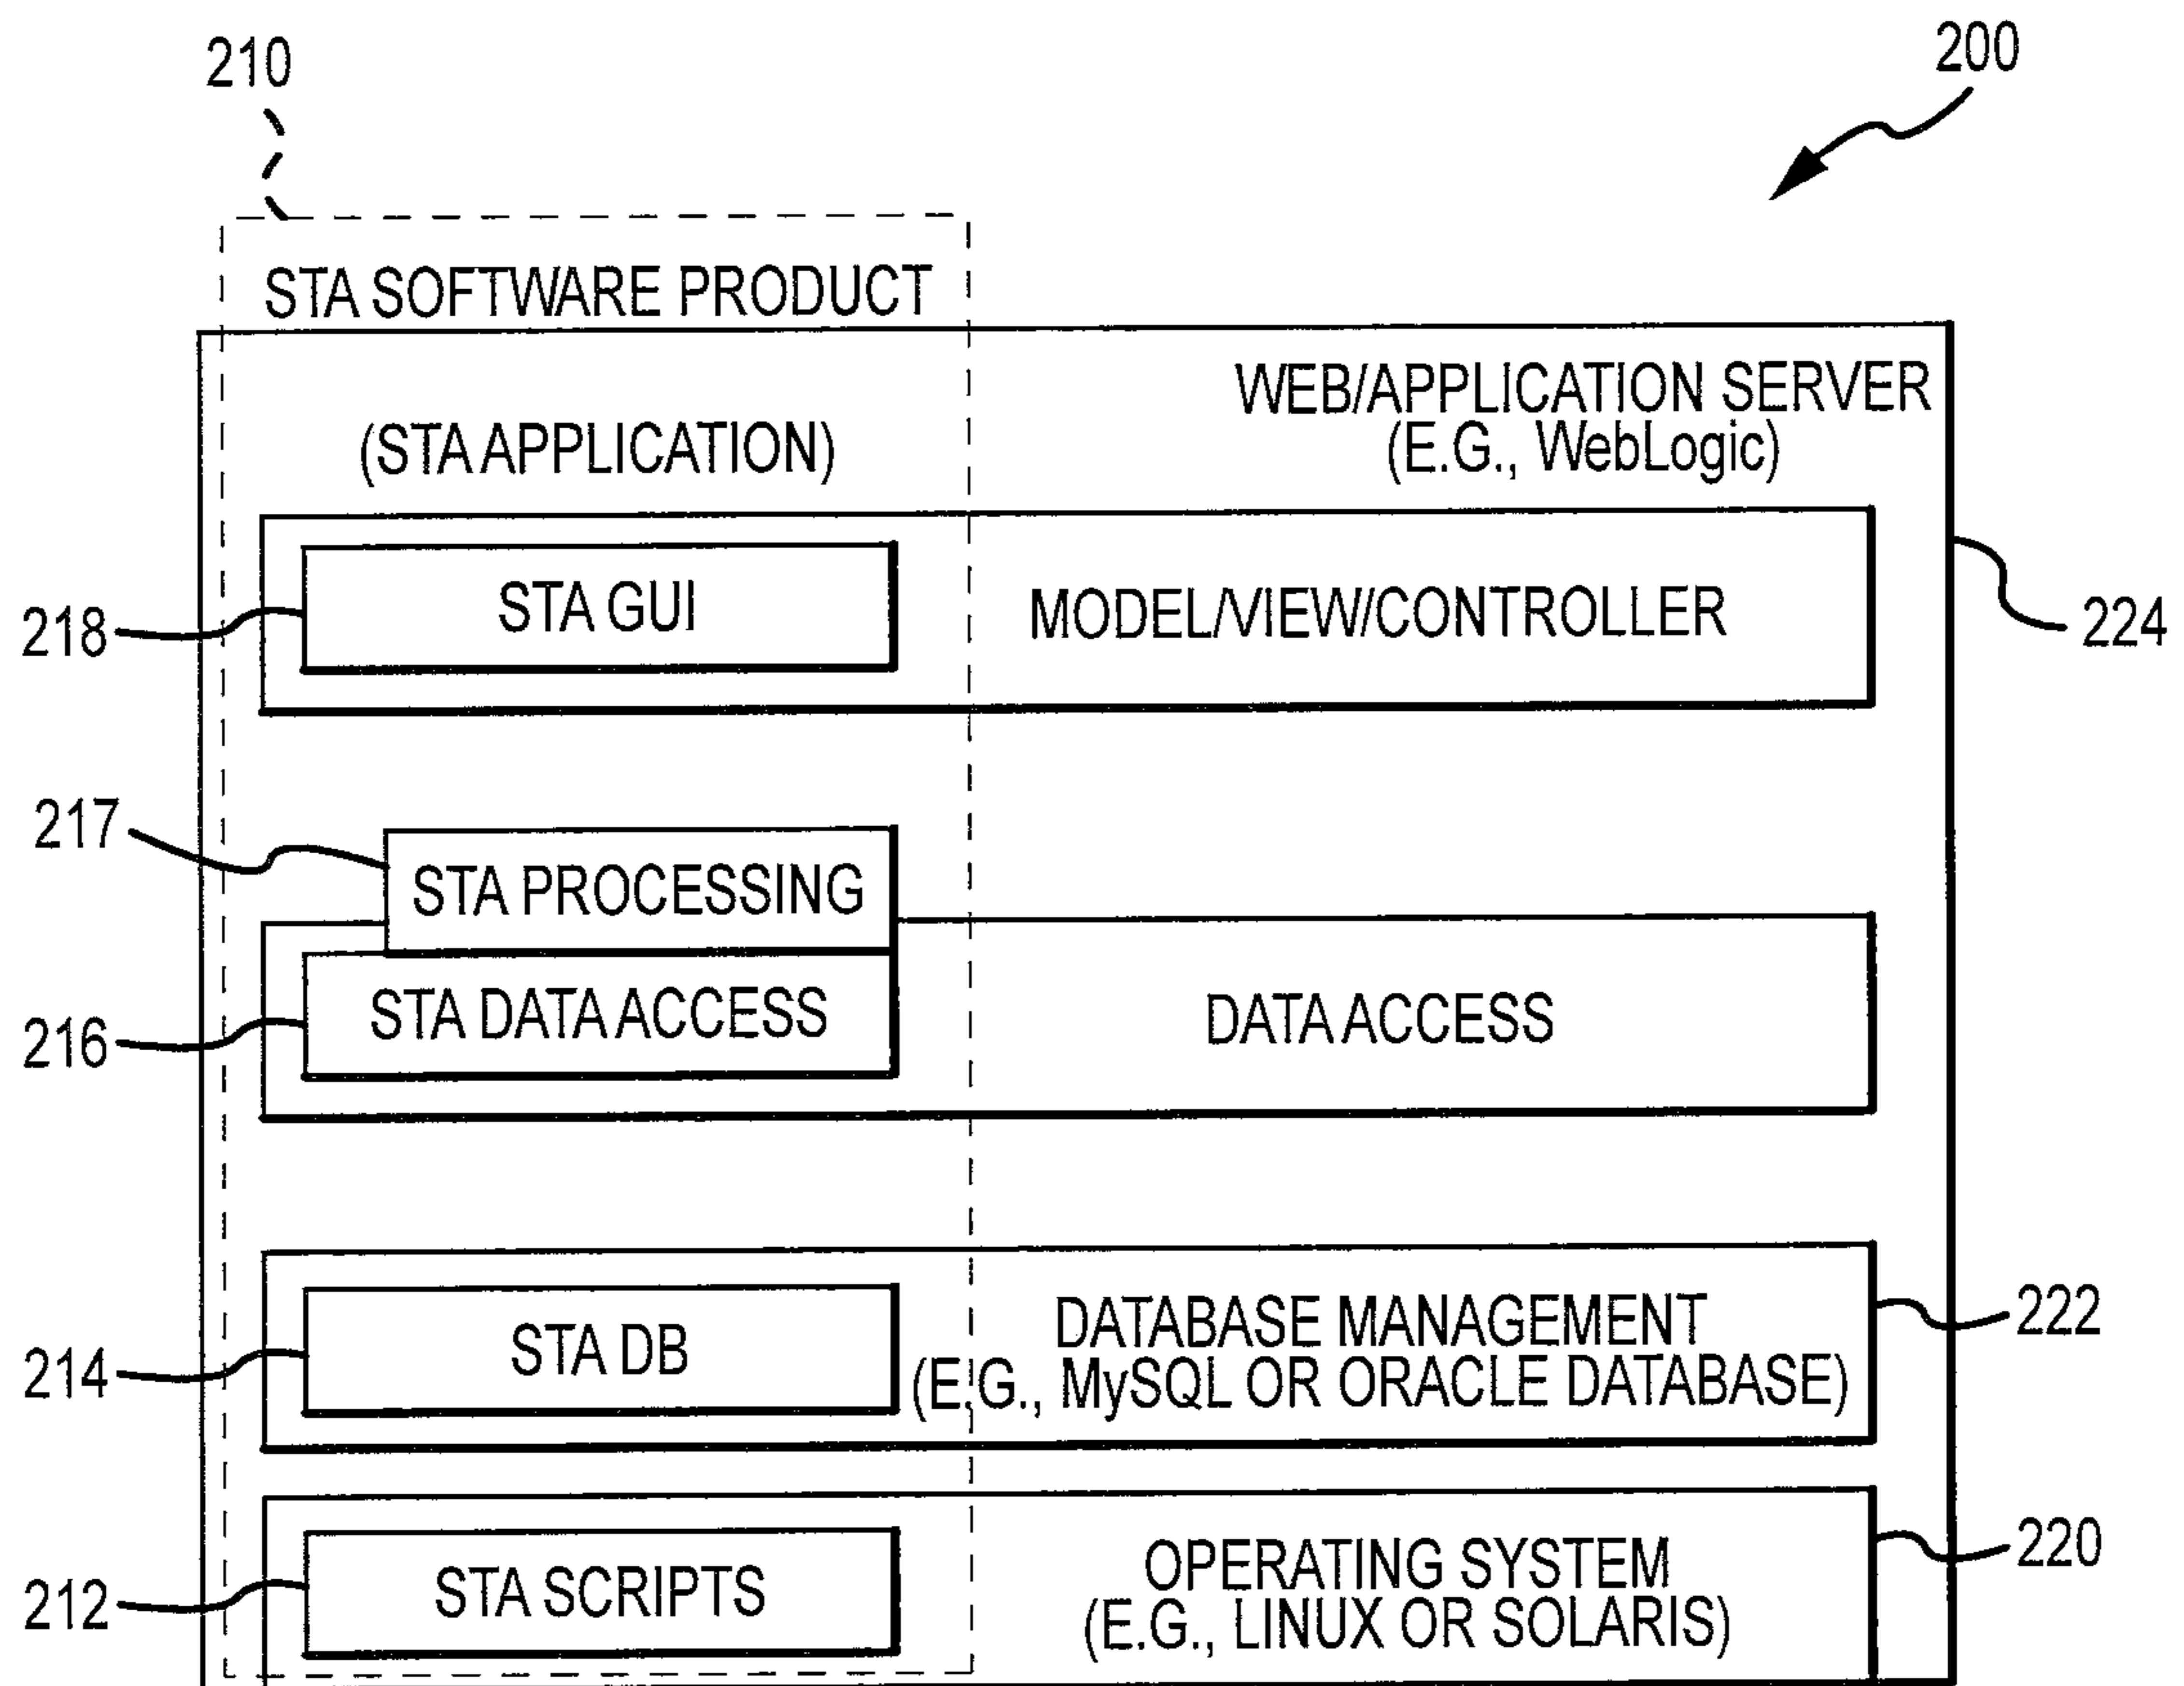 210
200
STA SOFTWARE PRODUCT
WEB/APPLICATION SERVER
(E.G., WebLogic)
(STA APPLICATION)
STA GUI
MODEL/VIEW/CONTROLLER
218
224
217
STA PROCESSING
STA DATA ACCESS
DATA ACCESS
216
STA DB
DATABASE MANAGEMENT
(E.G., MySQL OR ORACLE DATABASE)
222
214
STA SCRIPTS
OPERATING SYSTEM
(E.G., LINUX OR SOLARIS)
220
212